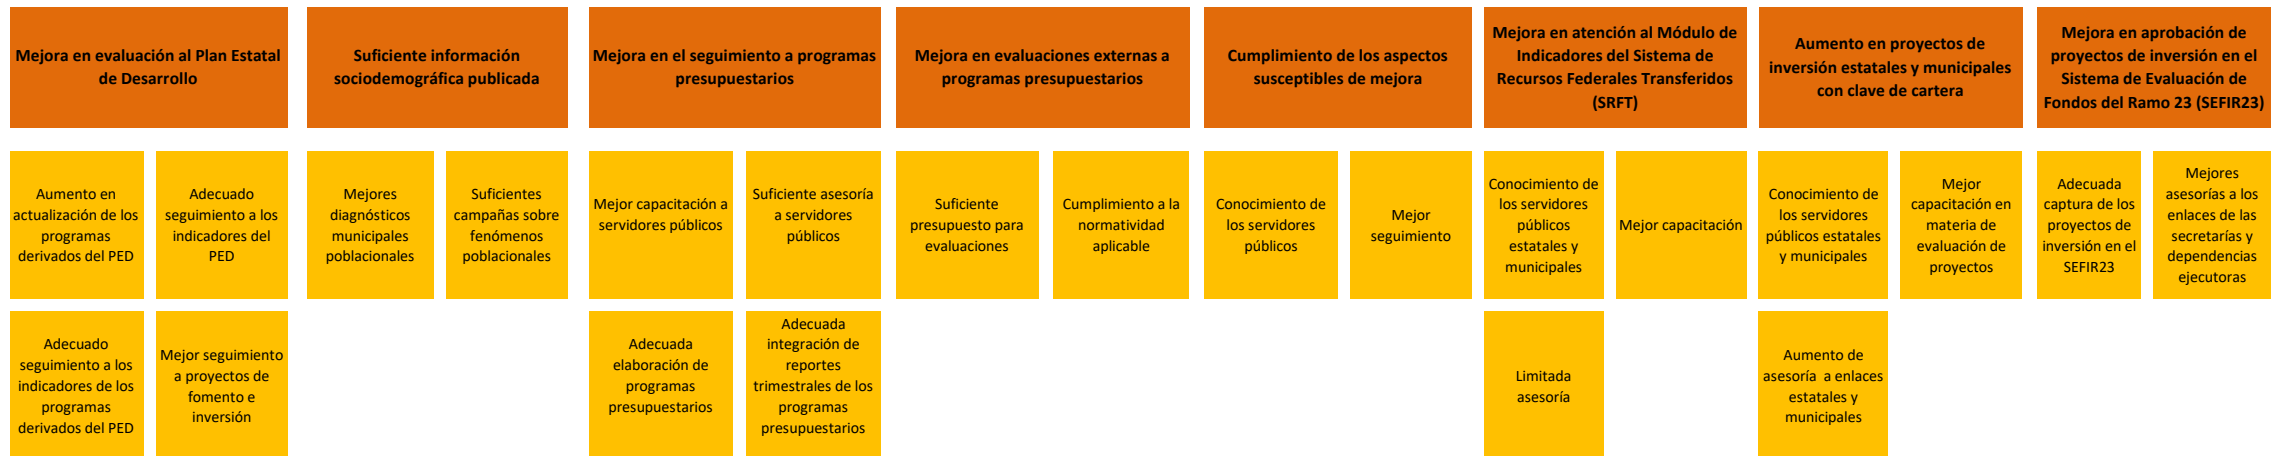 Mejora en evaluación al Plan Estatal
de Desarrollo
Suficiente información
sociodemográfica publicada
Mejora en el seguimiento a programas
presupuestarios
Mejora en evaluaciones externas a
programas presupuestarios
Cumplimiento de los aspectos
susceptibles de mejora
Mejora en atención al Módulo de
Indicadores del Sistema de
Recursos Federales Transferidos
(SRFT)
Aumento en proyectos de
inversión estatales y municipales
con clave de cartera
Mejora en aprobación de
proyectos de inversión en el
Sistema de Evaluación de
Fondos del Ramo 23 (SEFIR23)
Aumento en
actualización de los
programas
derivados del PED
Adecuado
seguimiento a los
indicadores del
PED
Mejores
diagnósticos
municipales
poblacionales
Suficientes
campañas sobre
fenómenos
poblacionales
Mejor capacitación a
servidores públicos
Suficiente asesoría
a servidores
públicos
Suficiente
presupuesto para
evaluaciones
Cumplimiento a la
normatividad
aplicable
Conocimiento de
los servidores
públicos
Mejor
seguimiento
Conocimiento de
los servidores
públicos
estatales y
municipales
Mejor capacitación
Conocimiento de
los servidores
públicos estatales
y municipales
Mejor
capacitación en
materia de
evaluación de
proyectos
Adecuada
captura de los
proyectos de
inversión en el
SEFIR23
Mejores
asesorías a los
enlaces de las
secretarías y
dependencias
ejecutoras
Adecuado
seguimiento a los
indicadores de los
programas
derivados del PED
Mejor seguimiento
a proyectos de
fomento e
inversión
Adecuada
elaboración de
programas
presupuestarios
Adecuada
integración de
reportes
trimestrales de los
programas
presupuestarios
Limitada
asesoría
Aumento de
asesoría a enlaces
estatales y
municipales